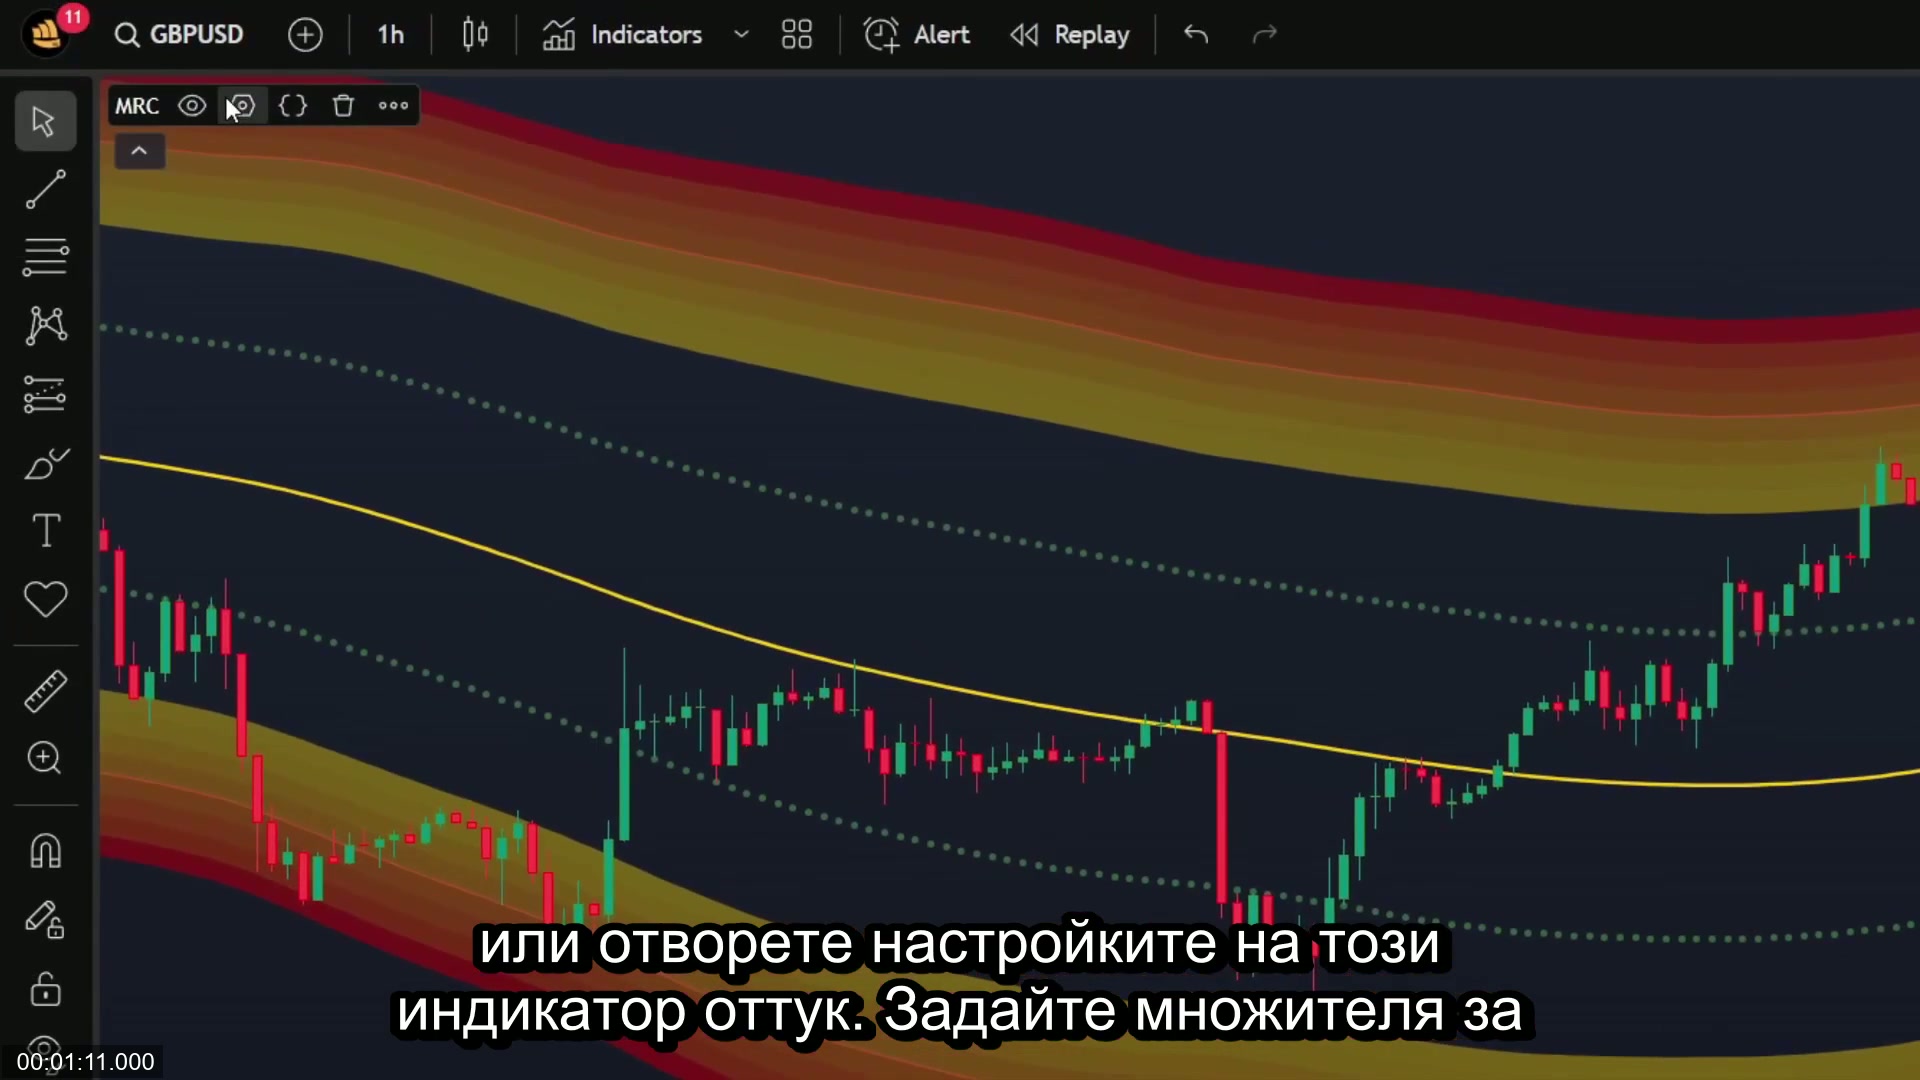 11
GBPUSD
1h
Indicators
Alert
Replay
MRC
или отворете настройките на този
индикатор оттук. Задайте множителя за
00:01:11.000